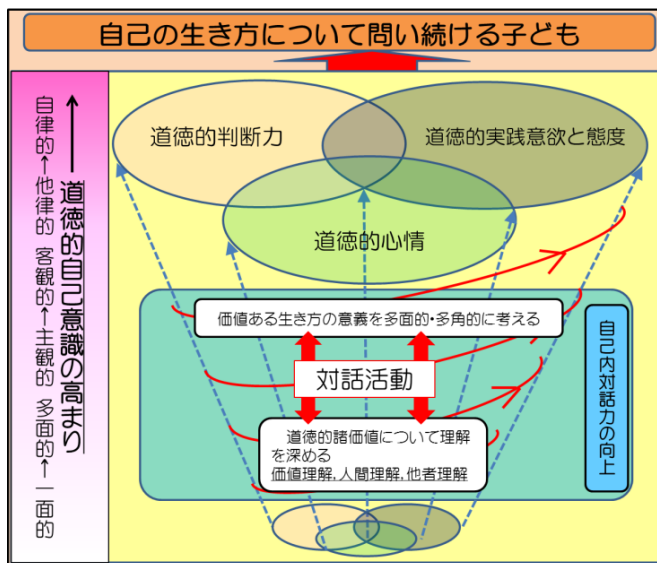 自己の生き方について問い続ける子ども
道徳的自己意識の高まり
自律的←他律的 客観的←主観的 多面的←一面的
道徳的判断力
道徳的実践意欲と態度
道徳的心情
価値ある生き方の意義を多面的・多角的に考える
対話活動
道徳的諸価値について理解
を深める
価値理解,人間理解,他者理解
自己内対話力の向上